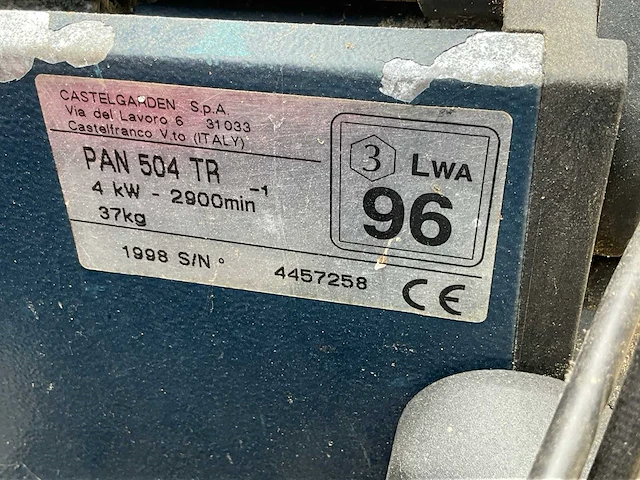 CASTELGARDEN S.p.A.
Via del Lavoro 6 31033
Castelfranco V.to (ITALY)
PAN 504 TR
4 kW - 2900min⁻¹
37kg
3 LWA
96
1998 S/N ° 4457258 CE